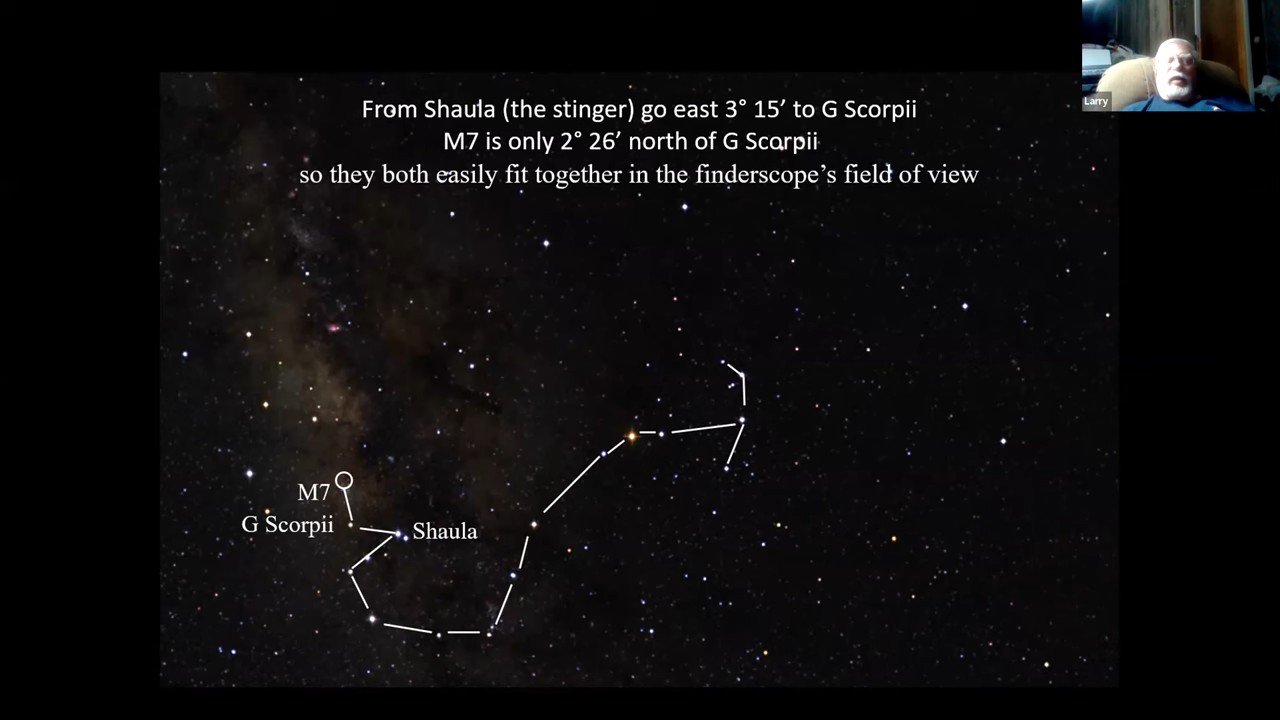 From Shaula (the stinger) go east 3° 15’ to G Scorpii
M7 is only 2° 26’ north of G Scorpii
so they both easily fit together in the finderscope’s field of view
Larry
M7
G Scorpii
Shaula